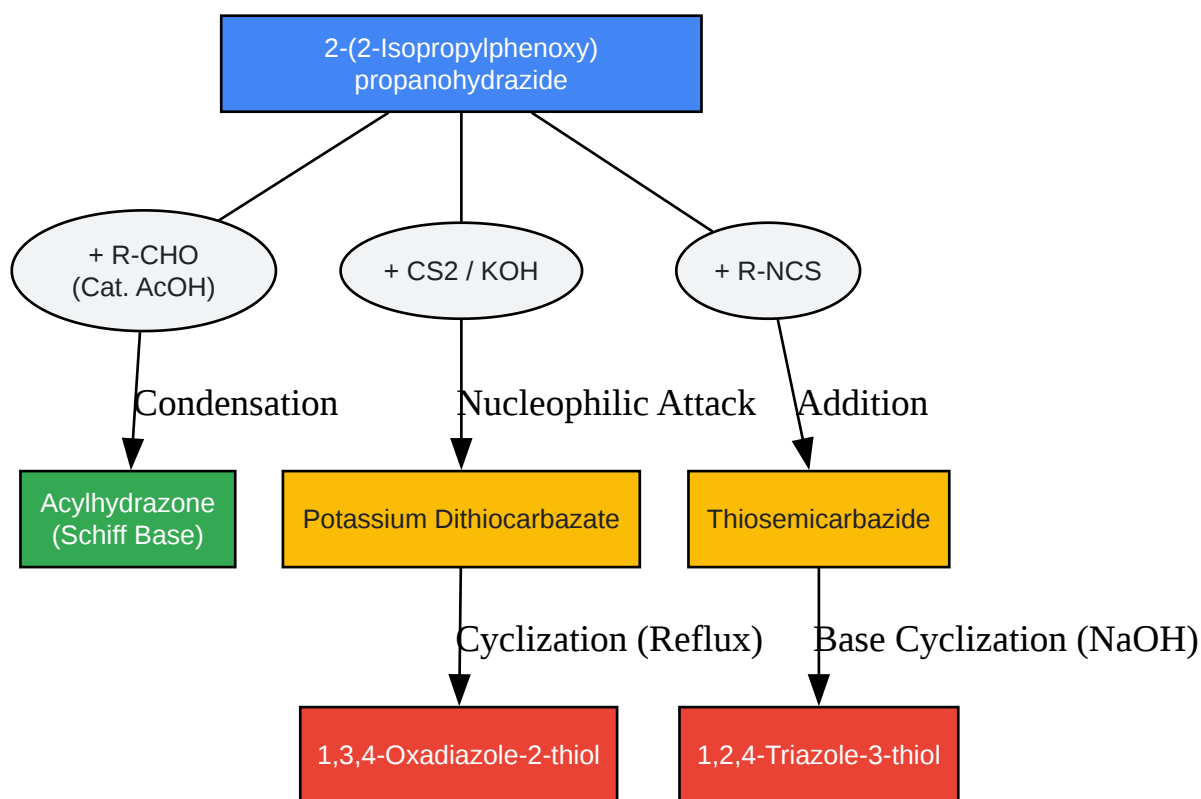 2-(2-Isopropylphenoxy)
propanohydrazide
+ R-CHO
(Cat. AcOH)
+ CS2 / KOH
+ R-NCS
Condensation
Nucleophilic Attack
Addition
Acylhydrazone
(Schiff Base)
Potassium Dithiocarbazate
Thiosemicarbazide
Cyclization (Reflux)
Base Cyclization (NaOH)
1,3,4-Oxadiazole-2-thiol
1,2,4-Triazole-3-thiol